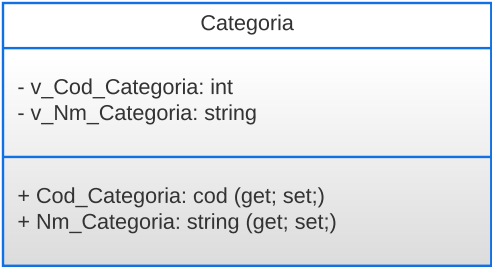 Categoria
- v_Cod_Categoria: int
- v_Nm_Categoria: string
+ Cod_Categoria: cod (get; set;)
+ Nm_Categoria: string (get; set;)